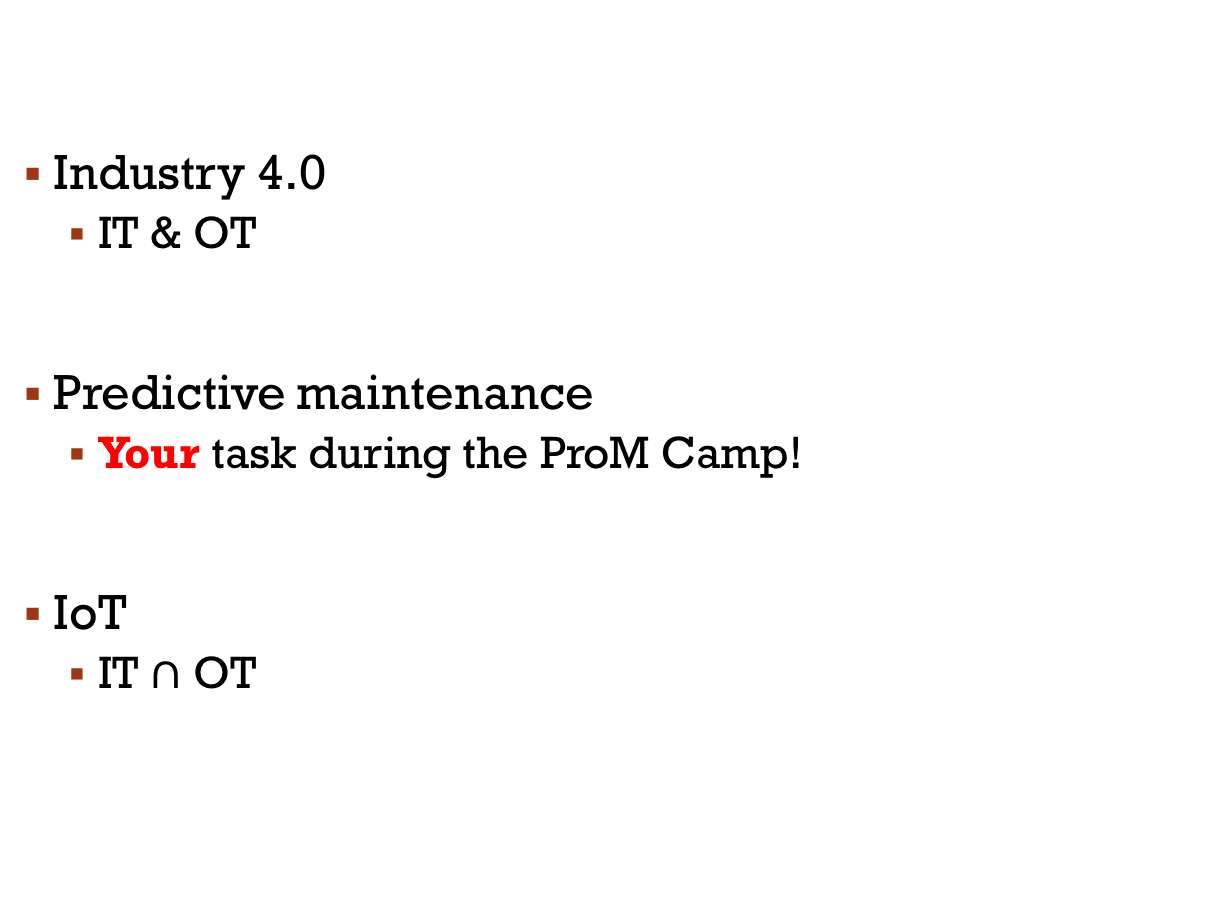 ▪ Industry 4.0
▪ IT & OT
▪ Predictive maintenance
▪ Your task during the ProM Camp!
▪ IoT
▪ IT ∩ OT